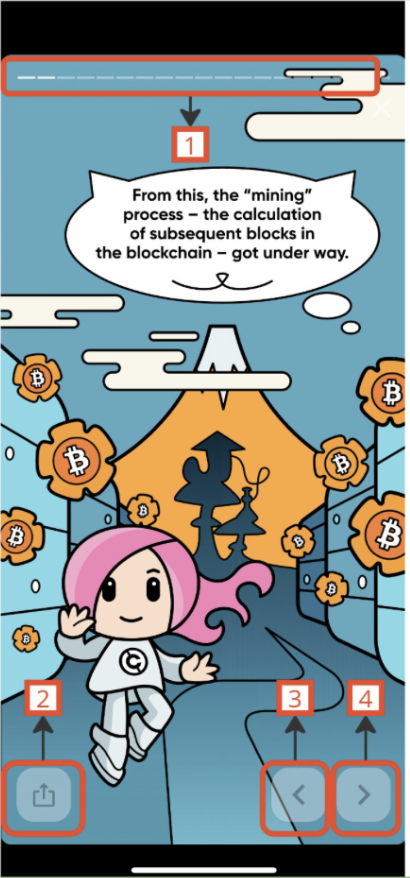 1
From this, the “mining”
process – the calculation
of subsequent blocks in
the blockchain – got under way.
2
3
4